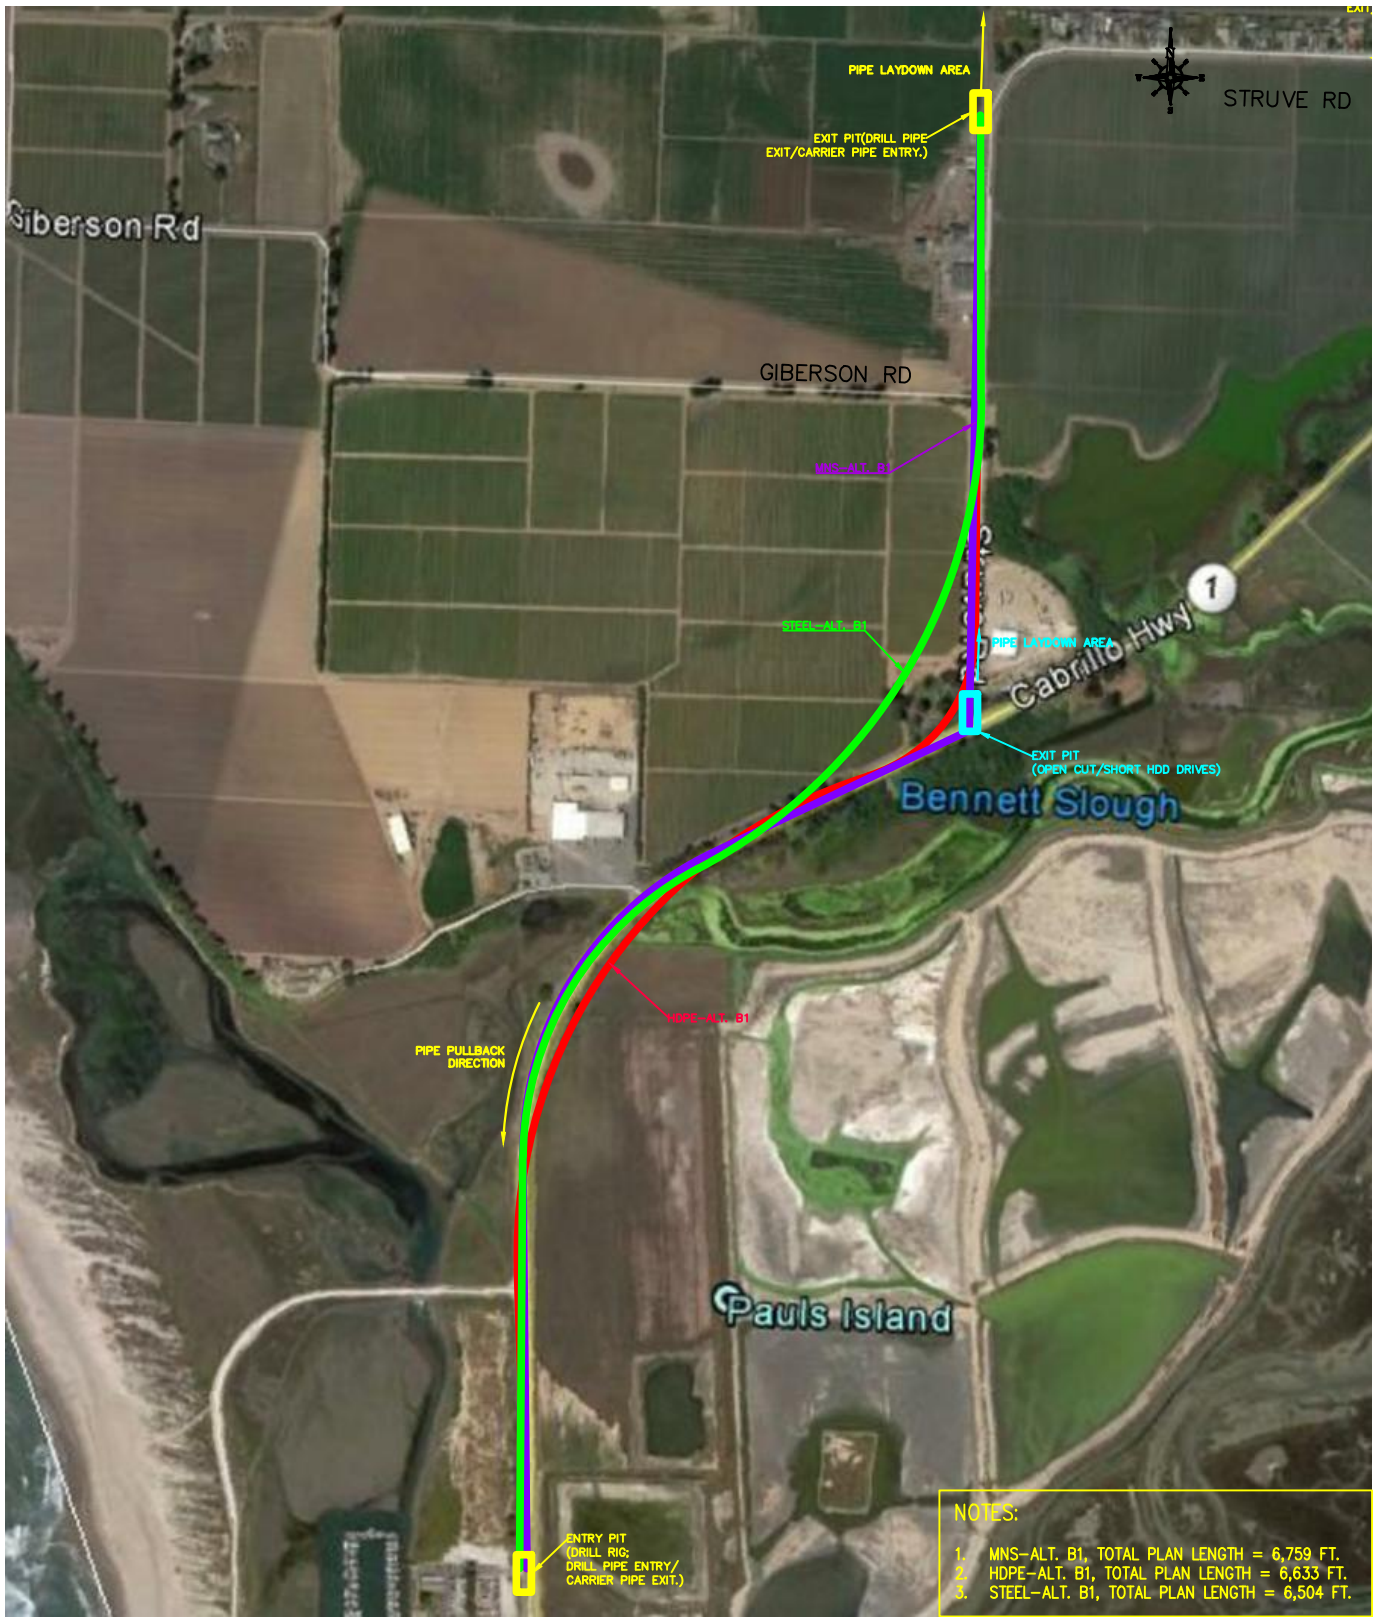 EXIT
PIPE LAYDOWN AREA
N
STRUVE RD
EXIT PIT(DRILL PIPE
EXIT/CARRIER PIPE ENTRY.)
Giberson Rd
GIBERSON RD
MNS-ALT. B1
1
STEEL-ALT. B1
PIPE LAYDOWN AREA
Cabrillo Hwy
EXIT PIT
(OPEN CUT/SHORT HDD DRIVES)
Bennett Slough
HDPE-ALT. B1
PIPE PULLBACK
DIRECTION
Pauls Island
ENTRY PIT
(DRILL RIG;
DRILL PIPE ENTRY/
CARRIER PIPE EXIT.)
NOTES:
1. MNS-ALT. B1, TOTAL PLAN LENGTH = 6,759 FT.
2. HDPE-ALT. B1, TOTAL PLAN LENGTH = 6,633 FT.
3. STEEL-ALT. B1, TOTAL PLAN LENGTH = 6,504 FT.